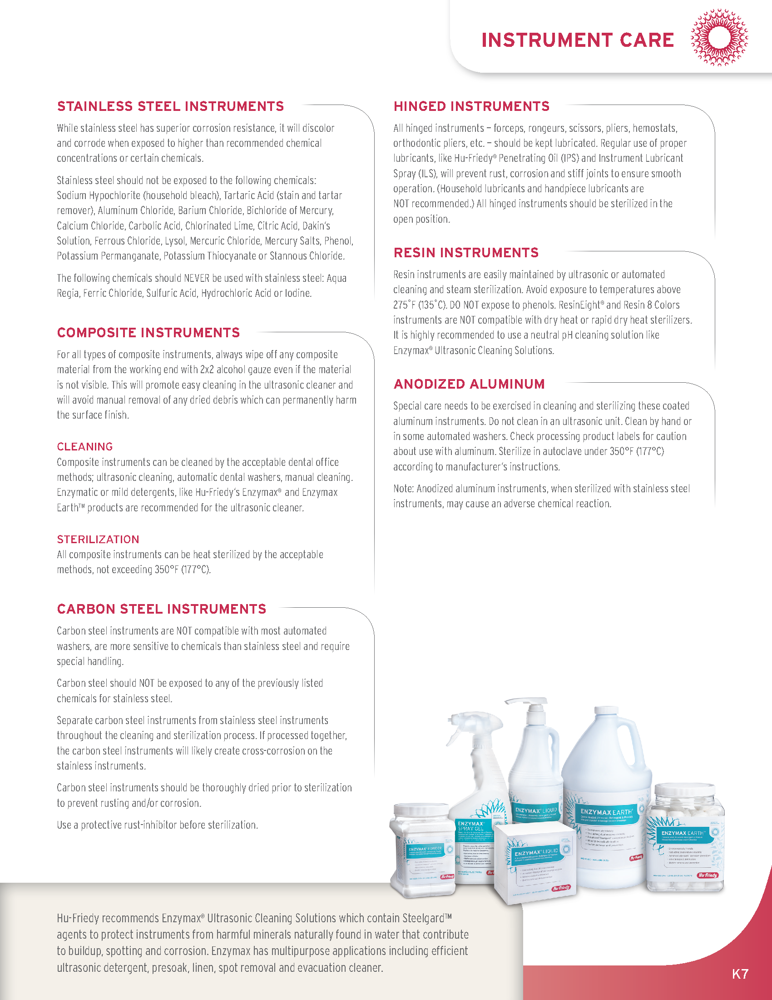 INSTRUMENT CARE
STAINLESS STEEL INSTRUMENTS
While stainless steel has superior corrosion resistance, it will discolor
and corrode when exposed to higher than recommended chemical
concentrations or certain chemicals.
Stainless steel should not be exposed to the following chemicals:
Sodium Hypochlorite (household bleach), Tartaric Acid (stain and tartar
remover), Aluminum Chloride, Barium Chloride, Bichloride of Mercury,
Calcium Chloride, Carbolic Acid, Chlorinated Lime, Citric Acid, Dakin's
Solution, Ferrous Chloride, Lysol, Mercuric Chloride, Mercury Salts, Phenol,
Potassium Permanganate, Potassium Thiocyanate or Stannous Chloride.
The following chemicals should NEVER be used with stainless steel: Aqua
Regia, Ferric Chloride, Sulfuric Acid, Hydrochloric Acid or Iodine.
COMPOSITE INSTRUMENTS
For all types of composite instruments, always wipe off any composite
material from the working end with 2x2 alcohol gauze even if the material
is not visible. This will promote easy cleaning in the ultrasonic cleaner and
will avoid manual removal of any dried debris which can permanently harm
the surface finish.
CLEANING
Composite instruments can be cleaned by the acceptable dental office
methods; ultrasonic cleaning, automatic dental washers, manual cleaning.
Enzymatic or mild detergents, like Hu-Friedy's Enzymax® and Enzymax
Earth™ products are recommended for the ultrasonic cleaner.
STERILIZATION
All composite instruments can be heat sterilized by the acceptable
methods, not exceeding 350°F (177°C).
CARBON STEEL INSTRUMENTS
Carbon steel instruments are NOT compatible with most automated
washers, are more sensitive to chemicals than stainless steel and require
special handling.
Carbon steel should NOT be exposed to any of the previously listed
chemicals for stainless steel.
Separate carbon steel instruments from stainless steel instruments
throughout the cleaning and sterilization process. If processed together,
the carbon steel instruments will likely create cross-corrosion on the
stainless instruments.
Carbon steel instruments should be thoroughly dried prior to sterilization
to prevent rusting and/or corrosion.
Use a protective rust-inhibitor before sterilization.
HINGED INSTRUMENTS
All hinged instruments – forceps, rongeurs, scissors, pliers, hemostats,
orthodontic pliers, etc. – should be kept lubricated. Regular use of proper
lubricants, like Hu-Friedy® Penetrating Oil (IPS) and Instrument Lubricant
Spray (ILS), will prevent rust, corrosion and stiff joints to ensure smooth
operation. (Household lubricants and handpiece lubricants are
NOT recommended.) All hinged instruments should be sterilized in the
open position.
RESIN INSTRUMENTS
Resin instruments are easily maintained by ultrasonic or automated
cleaning and steam sterilization. Avoid exposure to temperatures above
275˚F (135˚C). DO NOT expose to phenols. ResinEight® and Resin 8 Colors
instruments are NOT compatible with dry heat or rapid dry heat sterilizers.
It is highly recommended to use a neutral pH cleaning solution like
Enzymax® Ultrasonic Cleaning Solutions.
ANODIZED ALUMINUM
Special care needs to be exercised in cleaning and sterilizing these coated
aluminum instruments. Do not clean in an ultrasonic unit. Clean by hand or
in some automated washers. Check processing product labels for caution
about use with aluminum. Sterilize in autoclave under 350°F (177°C)
according to manufacturer's instructions.
Note: Anodized aluminum instruments, when sterilized with stainless steel
instruments, may cause an adverse chemical reaction.
ENZYMAX® POWDER
Hu-Friedy
ENZYMAX™
SPRAY GEL
ENZYMAX® LIQUID
ENZYMAX® LIQUID
Hu-Friedy
ENZYMAX EARTH™
Hu-Friedy
ENZYMAX EARTH™
Hu-Friedy
Hu-Friedy recommends Enzymax® Ultrasonic Cleaning Solutions which contain Steelgard™
agents to protect instruments from harmful minerals naturally found in water that contribute
to buildup, spotting and corrosion. Enzymax has multipurpose applications including efficient
ultrasonic detergent, presoak, linen, spot removal and evacuation cleaner.
K7